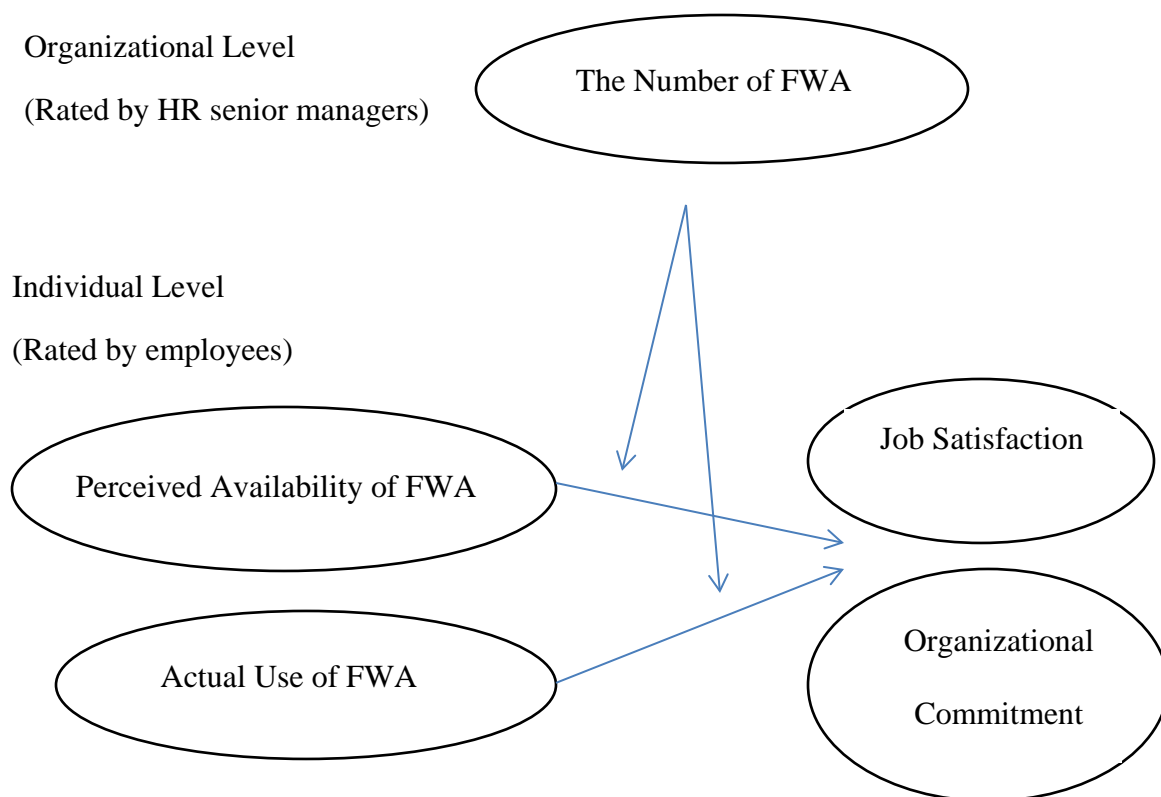 Organizational Level
(Rated by HR senior managers)
The Number of FWA
Individual Level
(Rated by employees)
Perceived Availability of FWA
Actual Use of FWA
Job Satisfaction
Organizational
Commitment